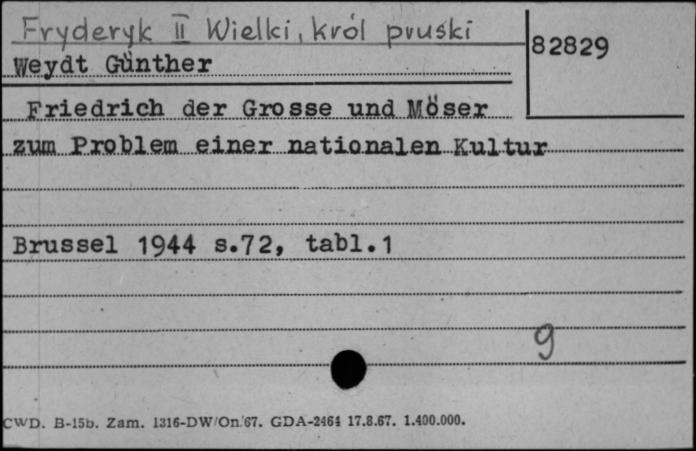 Fryderyk II Wielki, król pruski
82829
Weydt Günther
Friedrich der Grosse und Möser
zum Problem einer nationalen Kultur
Brussel 1944 s.72, tabl.1
9
CWD. B-15b. Zam. 1316-DW/On.'67. GDA-2464 17.8.67. 1.400.000.